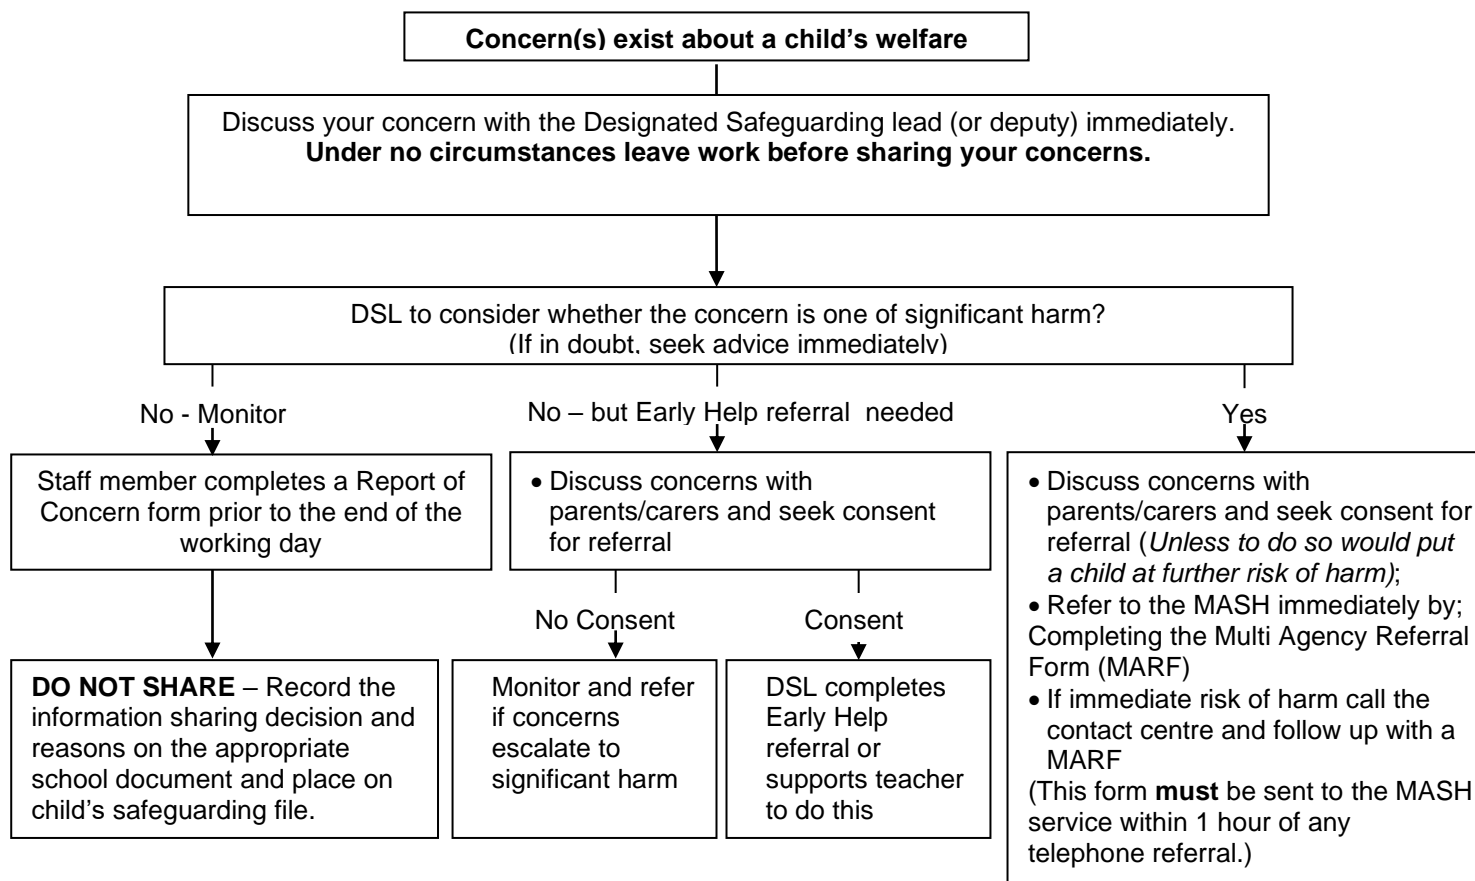 Concern(s) exist about a child's welfare
Discuss your concern with the Designated Safeguarding lead (or deputy) immediately.
Under no circumstances leave work before sharing your concerns.
DSL to consider whether the concern is one of significant harm?
(If in doubt, seek advice immediately)
No - Monitor
No – but Early Help referral  needed
Yes
Staff member completes a Report of
Concern form prior to the end of the
working day
• Discuss concerns with
parents/carers and seek consent
for referral
• Discuss concerns with
parents/carers and seek consent for
referral (Unless to do so would put
a child at further risk of harm);
• Refer to the MASH immediately by;
Completing the Multi Agency Referral
Form (MARF)
• If immediate risk of harm call the
contact centre and follow up with a
MARF
(This form must be sent to the MASH
service within 1 hour of any
telephone referral.)
No Consent
Consent
DO NOT SHARE – Record the
information sharing decision and
reasons on the appropriate
school document and place on
child's safeguarding file.
Monitor and refer
if concerns
escalate to
significant harm
DSL completes
Early Help
referral or
supports teacher
to do this